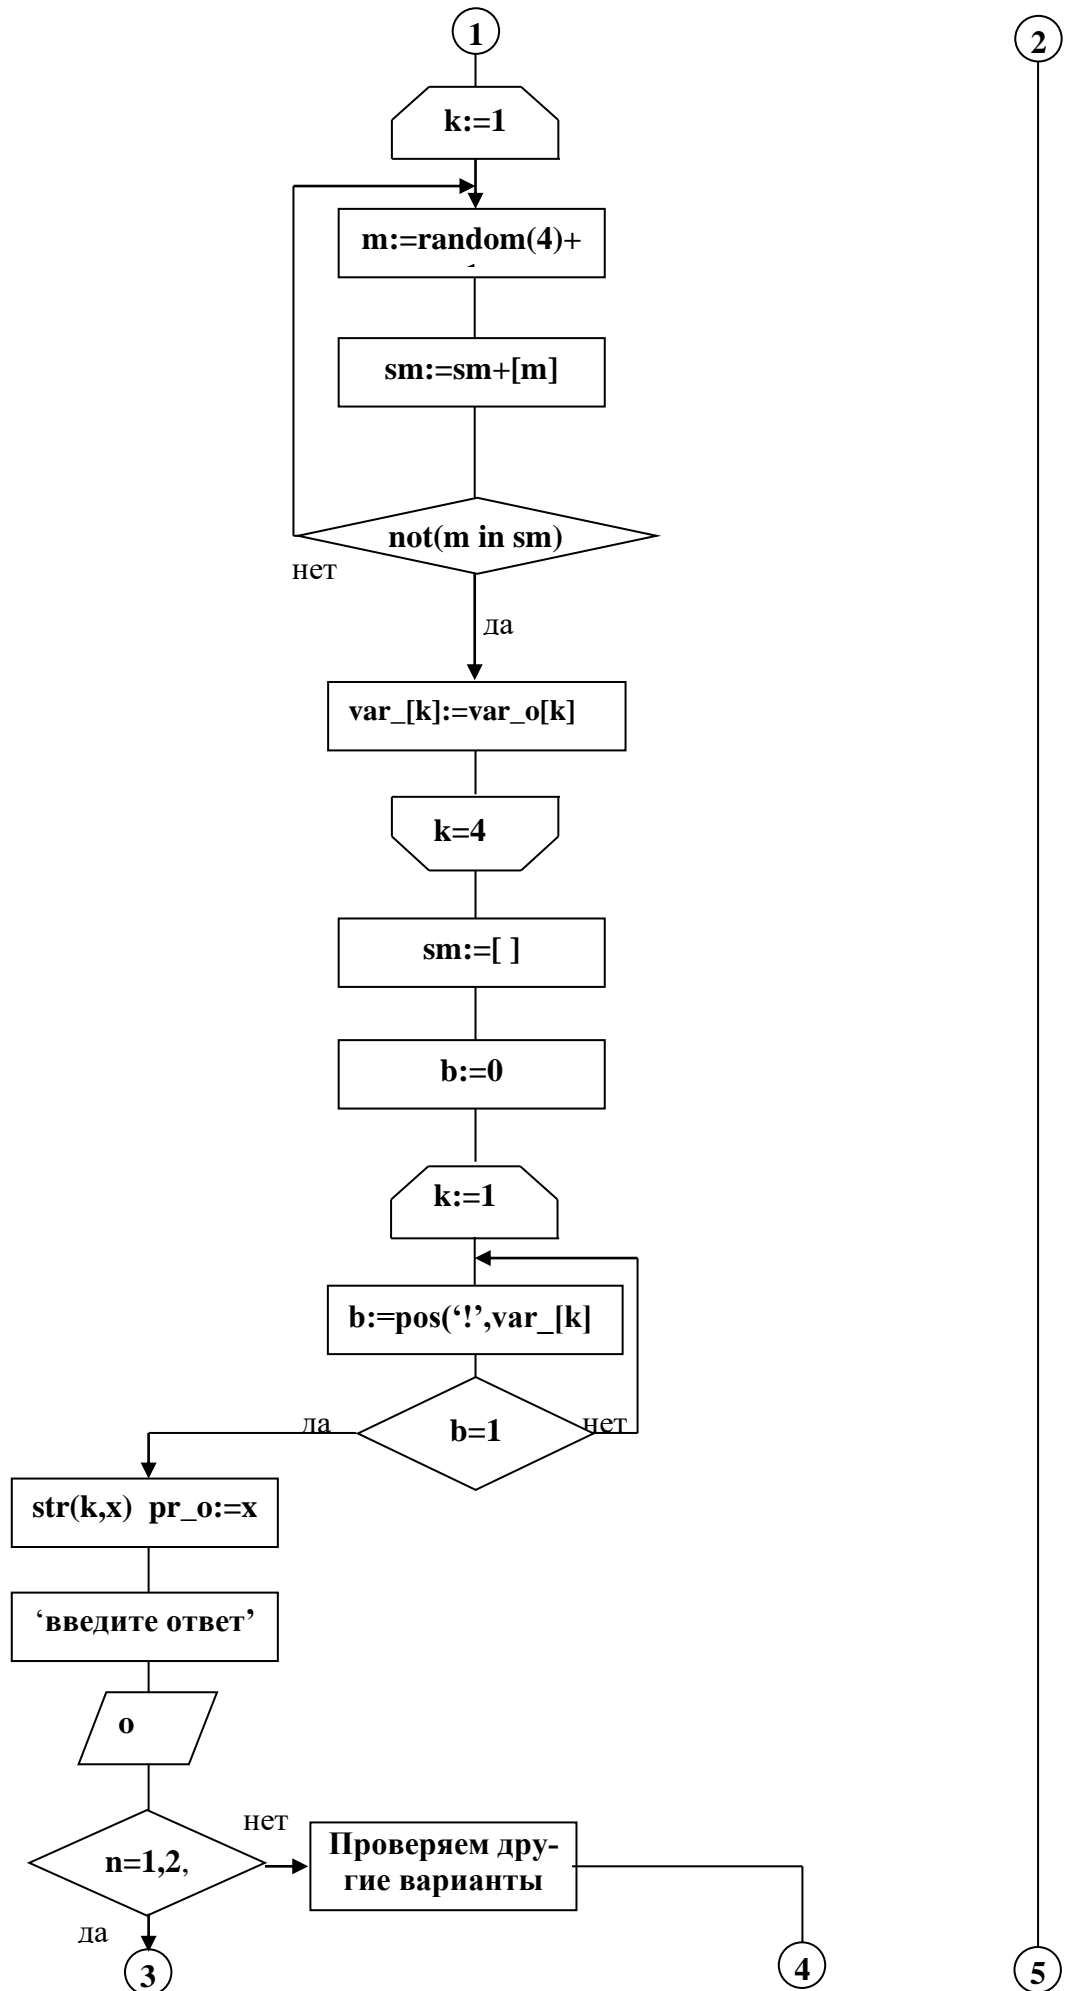 1
2
k:=1
m:=random(4)+
sm:=sm+[m]
not(m in sm)
нет
да
var_[k]:=var_o[k]
k=4
sm:=[ ]
b:=0
k:=1
b:=pos(‘!’,var_[k]
да
b=1
нет
str(k,x) pr_o:=x
‘введите ответ’
o
нет
n=1,2,
Проверяем дру-
гие варианты
да
3
4
5